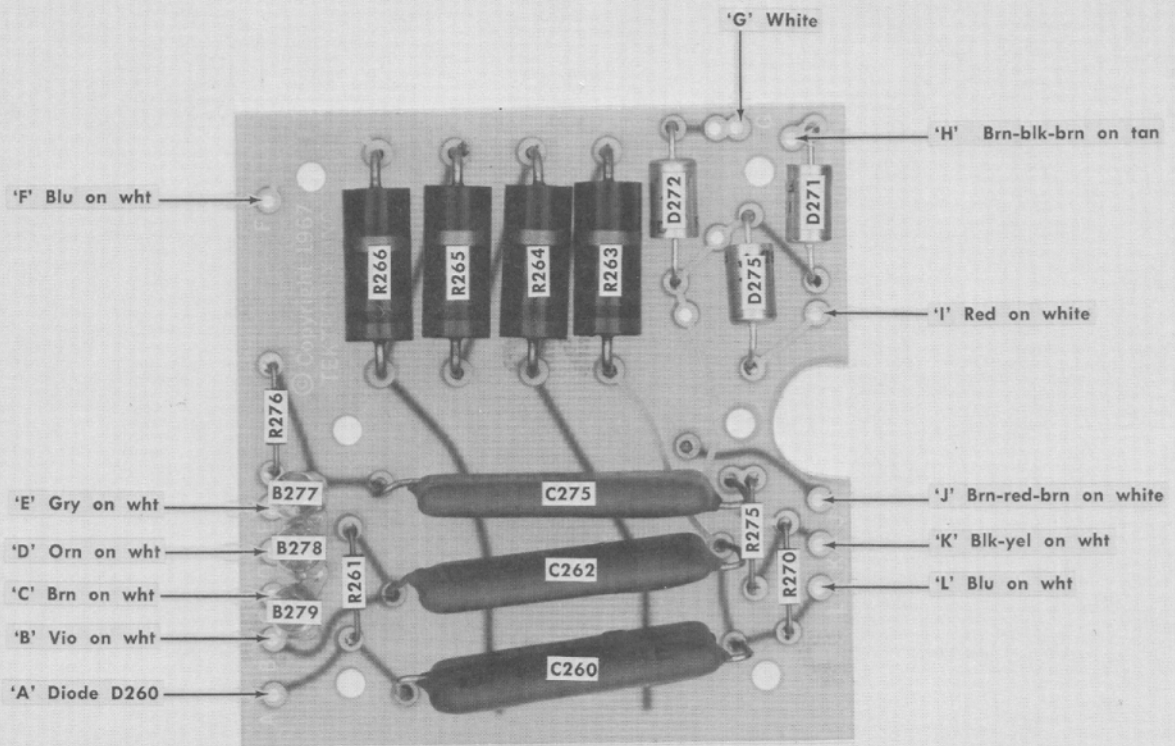 'G' White
'H' Brn-blk-brn on tan
'F' Blu on wht
D272
D271
R266
R265
R264
R263
D275
© Copyright 1967
F
'I' Red on white
R276
B277
C275
'E' Gry on wht
'J' Brn-red-brn on white
R275
B278
'D' Orn on wht
'K' Blk-yel on wht
R261
C262
R270
'C' Brn on wht
'L' Blu on wht
B279
'B' Vio on wht
C260
'A' Diode D260
A